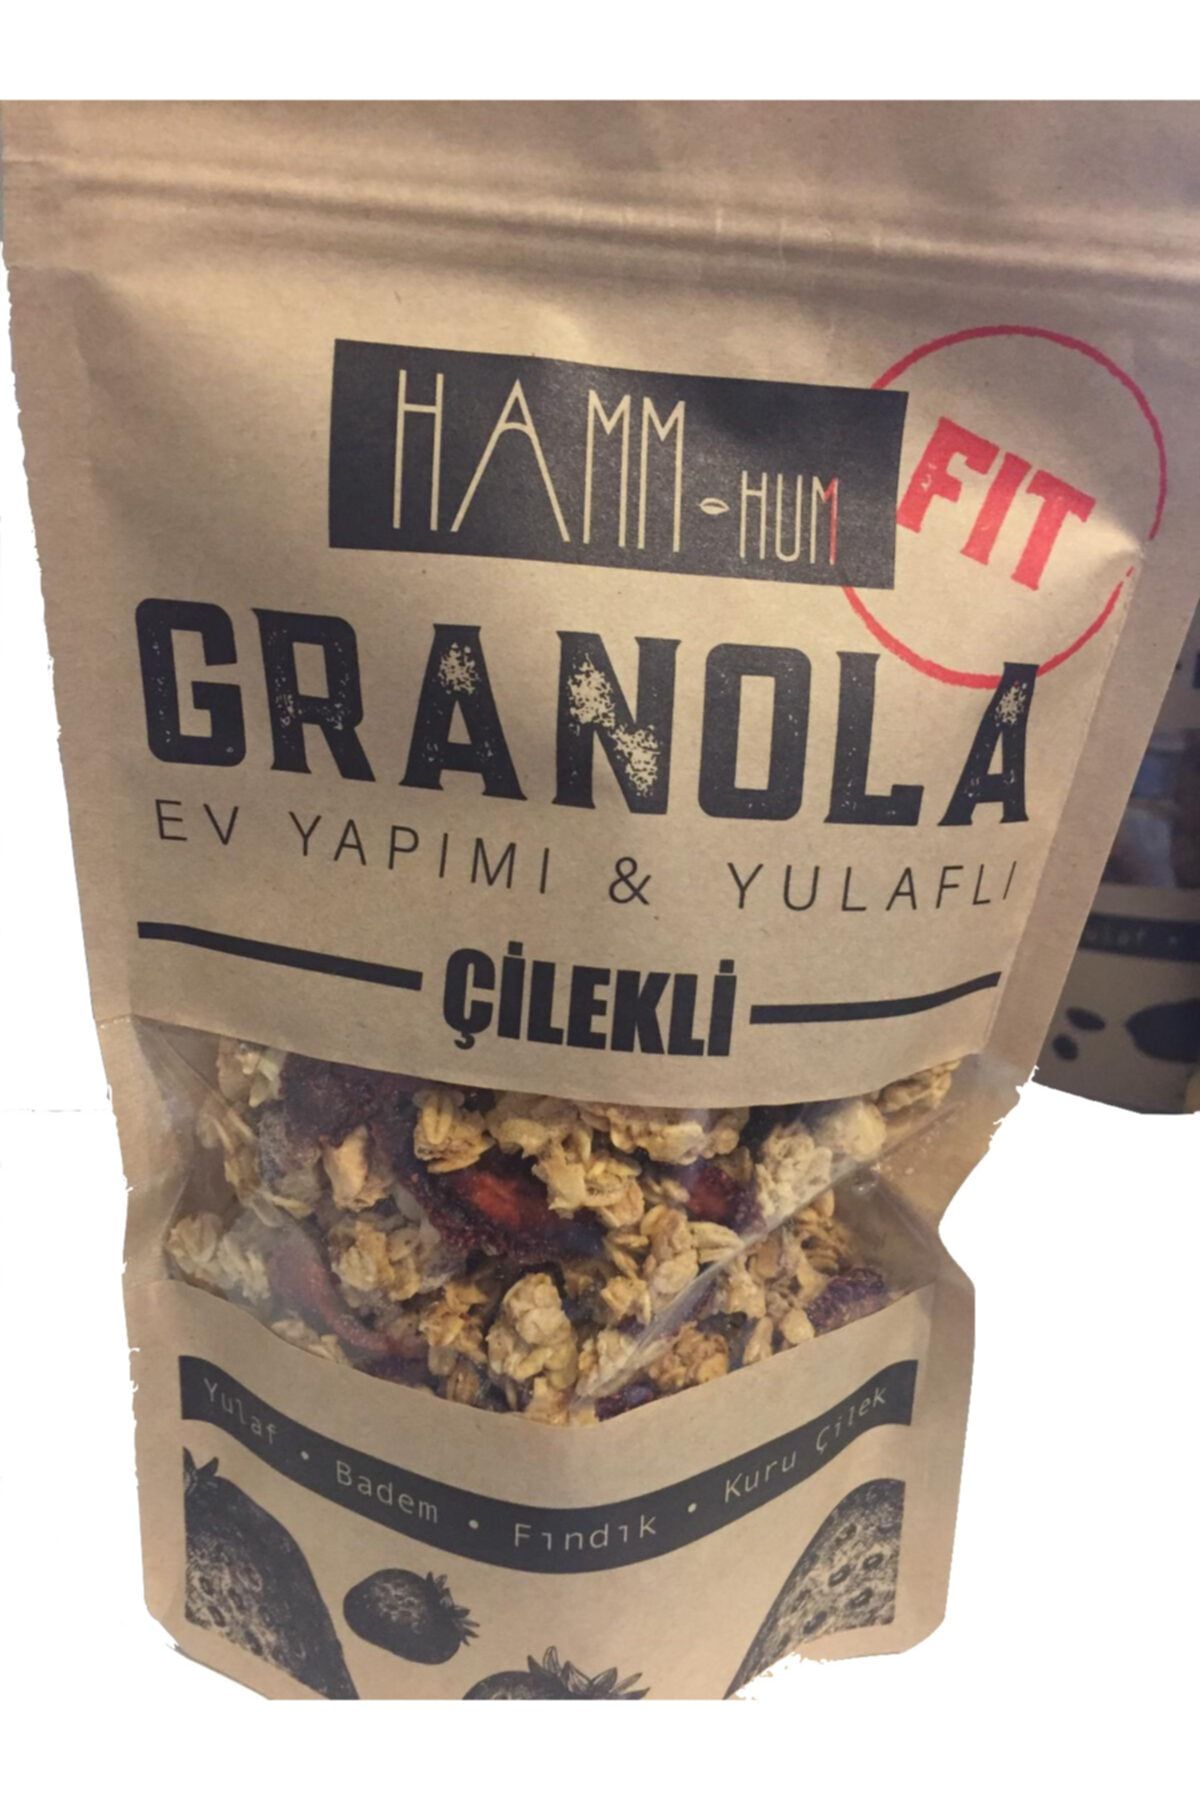 HAMM-HUM
FIT
GRANOLA
EV YAPIMI & YULAFLI
ÇİLEKLİ
Yulaf • Badem • Fındık • Kuru Çilek